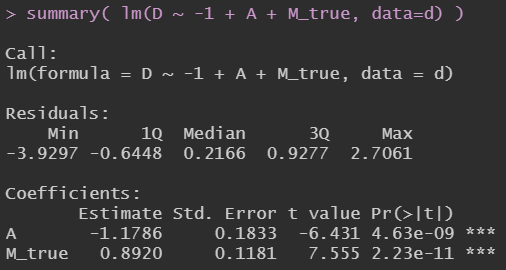 > summary( lm(D ~ -1 + A + M_true, data=d) )
Call:
lm(formula = D ~ -1 + A + M_true, data = d)
Residuals:
    Min      1Q  Median      3Q     Max
-3.9297 -0.6448  0.2166  0.9277  2.7061
Coefficients:
       Estimate Std. Error t value Pr(>|t|)
A       -1.1786     0.1833  -6.431 4.63e-09 ***
M_true   0.8920     0.1181   7.555 2.23e-11 ***